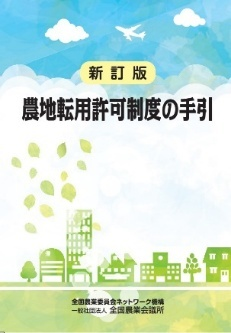 新訂版
農地転用許可制度の手引
全国農業委員会ネットワーク機構
一般社団法人 全国農業会議所